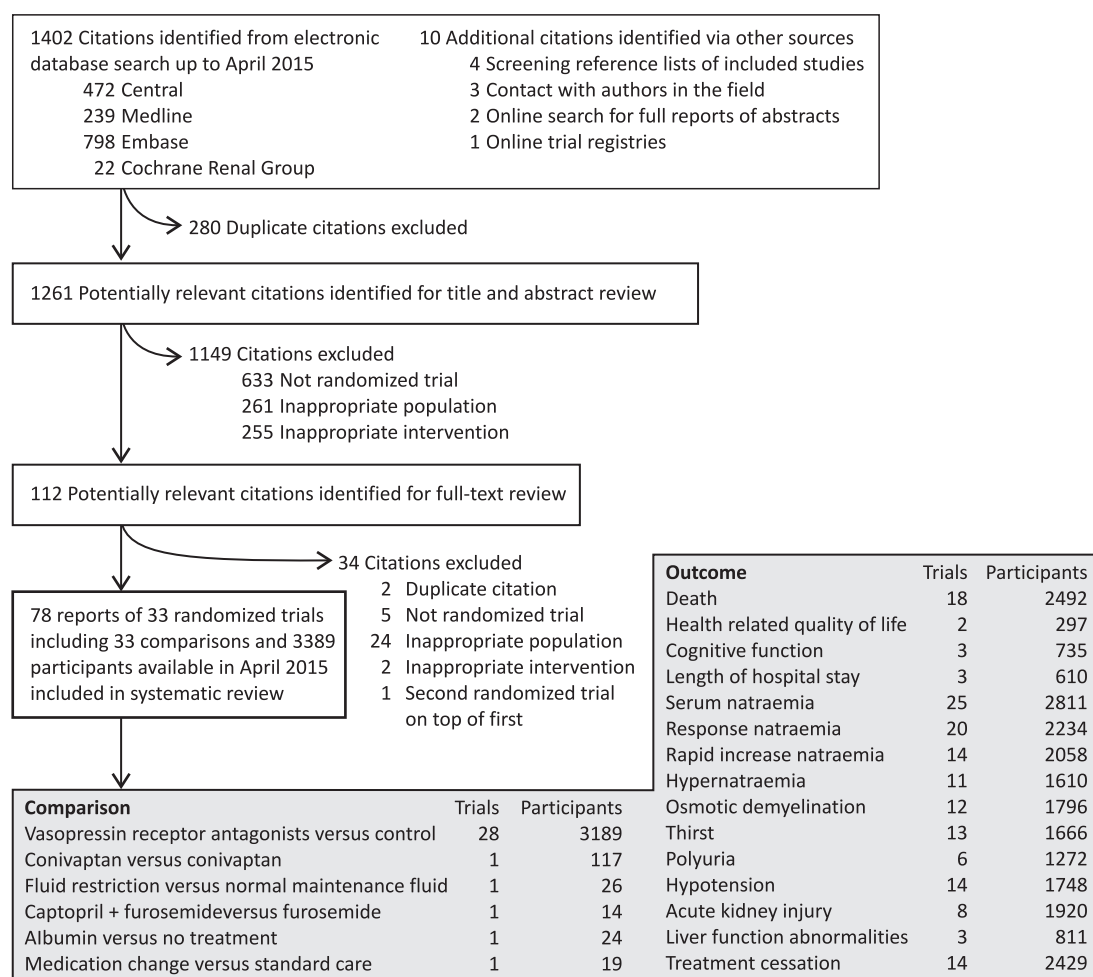 1402 Citations identified from electronic
database search up to April 2015
472 Central
239 Medline
798 Embase
22 Cochrane Renal Group
10 Additional citations identified via other sources
4 Screening reference lists of included studies
3 Contact with authors in the field
2 Online search for full reports of abstracts
1 Online trial registries
280 Duplicate citations excluded
1261 Potentially relevant citations identified for title and abstract review
1149 Citations excluded
633 Not randomized trial
261 Inappropriate population
255 Inappropriate intervention
112 Potentially relevant citations identified for full-text review
34 Citations excluded
2 Duplicate citation
5 Not randomized trial
24 Inappropriate population
2 Inappropriate intervention
1 Second randomized trial
on top of first
78 reports of 33 randomized trials
including 33 comparisons and 3389
participants available in April 2015
included in systematic review
Comparison Trials Participants
Vasopressin receptor antagonists versus control 28 3189
Conivaptan versus conivaptan 1 117
Fluid restriction versus normal maintenance fluid 1 26
Captopril + furosemideversus furosemide 1 14
Albumin versus no treatment 1 24
Medication change versus standard care 1 19
Outcome Trials Participants
Death 18 2492
Health related quality of life 2 297
Cognitive function 3 735
Length of hospital stay 3 610
Serum natraemia 25 2811
Response natraemia 20 2234
Rapid increase natraemia 14 2058
Hypernatraemia 11 1610
Osmotic demyelination 12 1796
Thirst 13 1666
Polyuria 6 1272
Hypotension 14 1748
Acute kidney injury 8 1920
Liver function abnormalities 3 811
Treatment cessation 14 2429